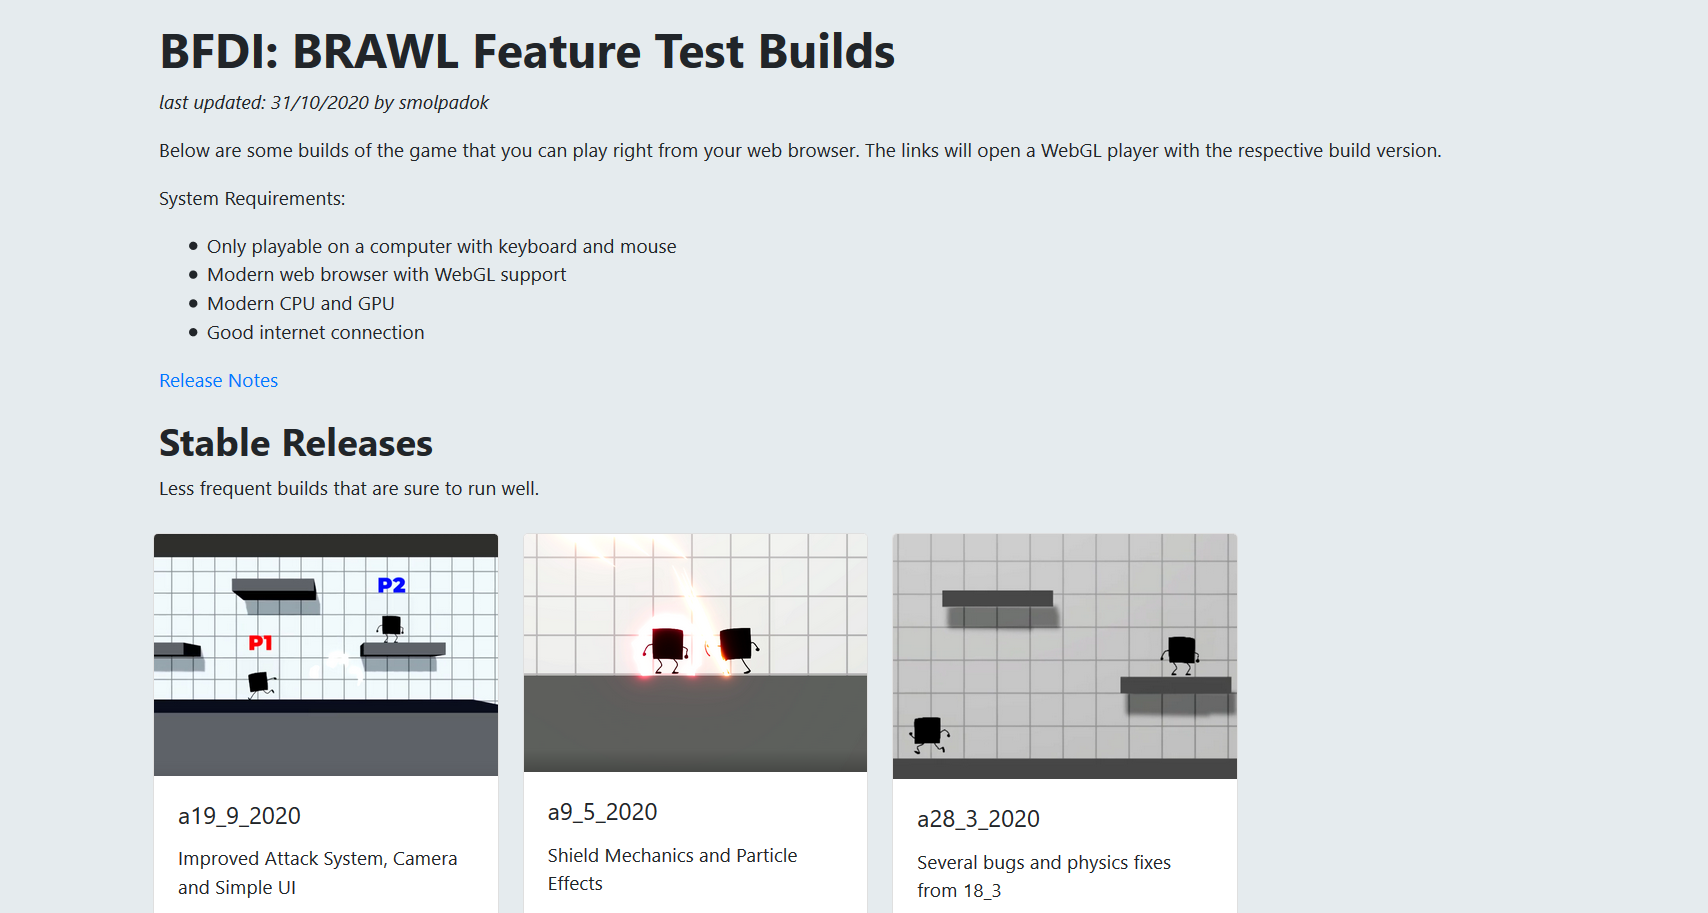 BFDI: BRAWL Feature Test Builds
last updated: 31/10/2020 by smolpadok
Below are some builds of the game that you can play right from your web browser. The links will open a WebGL player with the respective build version.
System Requirements:
Only playable on a computer with keyboard and mouse
Modern web browser with WebGL support
Modern CPU and GPU
Good internet connection
Release Notes
Stable Releases
Less frequent builds that are sure to run well.
P1
P2
a19_9_2020
Improved Attack System, Camera
and Simple UI
a9_5_2020
Shield Mechanics and Particle
Effects
a28_3_2020
Several bugs and physics fixes
from 18_3